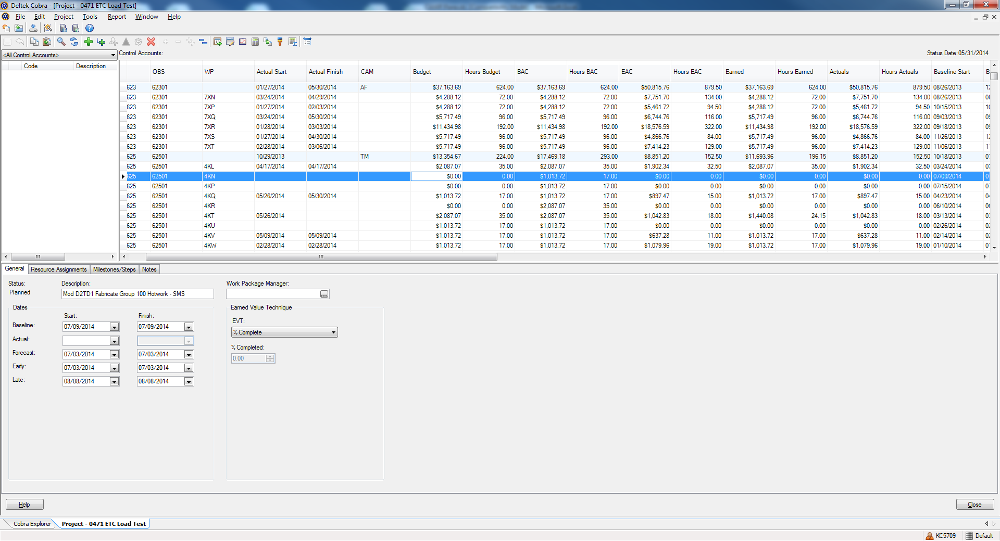 Deltek Cobra - [Project - 0471 ETC Load Test]
File Edit Project Tools Report Window Help
<All Control Accounts> Control Accounts: Status Date: 05/31/2014
Code Description
OBS WP Actual Start Actual Finish CAM Budget Hours Budget BAC Hours BAC EAC Hours EAC Earned Hours Earned Actuals Hours Actuals Baseline Start B
623 62301 01/27/2014 05/30/2014 AF $37,163.69 624.00 $37,163.69 624.00 $50,815.76 879.50 $37,163.69 624.00 $50,815.76 879.50 08/26/2013 12
623 62301 7XN 03/24/2014 04/29/2014 $4,288.12 72.00 $4,288.12 72.00 $7,751.70 134.00 $4,288.12 72.00 $7,751.70 134.00 08/26/2013 08
623 62301 7XP 01/27/2014 02/03/2014 $4,288.12 72.00 $4,288.12 72.00 $5,461.72 94.50 $4,288.12 72.00 $5,461.72 94.50 10/15/2013 10
623 62301 7XQ 03/24/2014 05/30/2014 $5,717.49 96.00 $5,717.49 96.00 $6,744.76 116.00 $5,717.49 96.00 $6,744.76 116.00 09/03/2013 09
623 62301 7XR 01/28/2014 03/03/2014 $11,434.98 192.00 $11,434.98 192.00 $18,576.59 322.00 $11,434.98 192.00 $18,576.59 322.00 09/18/2013 09
623 62301 7XS 01/27/2014 04/30/2014 $5,717.49 96.00 $5,717.49 96.00 $4,866.76 84.00 $5,717.49 96.00 $4,866.76 84.00 11/26/2013 12
623 62301 7XT 02/28/2014 03/06/2014 $5,717.49 96.00 $5,717.49 96.00 $7,414.23 129.00 $5,717.49 96.00 $7,414.23 129.00 11/06/2013 11
625 62501 10/29/2013 TM $13,354.67 224.00 $17,469.18 293.00 $8,851.20 152.50 $11,693.96 196.15 $8,851.20 152.50 10/18/2013 07
625 62501 4KL 04/17/2014 04/17/2014 $2,087.07 35.00 $2,087.07 35.00 $1,902.34 32.50 $2,087.07 35.00 $1,902.34 32.50 03/24/2014 03
625 62501 4KN $0.00 0.00 $1,013.72 17.00 $0.00 0.00 $0.00 0.00 $0.00 0.00 07/09/2014 07
625 62501 4KP $0.00 0.00 $1,013.72 17.00 $0.00 0.00 $0.00 0.00 $0.00 0.00 07/15/2014 07
625 62501 4KQ 05/26/2014 05/30/2014 $1,013.72 17.00 $1,013.72 17.00 $897.47 15.00 $1,013.72 17.00 $897.47 15.00 04/23/2014 04
625 62501 4KR $0.00 0.00 $2,087.07 35.00 $0.00 0.00 $0.00 0.00 $0.00 0.00 06/10/2014 06
625 62501 4KT 05/26/2014 $2,087.07 35.00 $2,087.07 35.00 $1,042.83 18.00 $1,440.08 24.15 $1,042.83 18.00 03/13/2014 03
625 62501 4KU $1,013.72 17.00 $1,013.72 17.00 $0.00 0.00 $0.00 0.00 $0.00 0.00 02/26/2014 02
625 62501 4KV 05/09/2014 05/09/2014 $1,013.72 17.00 $1,013.72 17.00 $637.28 11.00 $1,013.72 17.00 $637.28 11.00 02/14/2014 02
625 62501 4KW 02/28/2014 02/28/2014 $1,013.72 17.00 $1,013.72 17.00 $1,079.96 19.00 $1,013.72 17.00 $1,079.96 19.00 01/10/2014 01
General Resource Assignments Milestones/Steps Notes
Status: Description: Work Package Manager:
Planned Mod D2TD1 Fabricate Group 100 Hotwork - SMS ...
Dates Earned Value Technique
Start: Finish: EVT:
Baseline: 07/09/2014 07/09/2014 % Complete
Actual: % Completed:
Forecast: 07/03/2014 07/03/2014 0.00
Early: 07/03/2014 07/03/2014
Late: 08/08/2014 08/08/2014
Help Close
Cobra Explorer Project - 0471 ETC Load Test
KC5709 Default